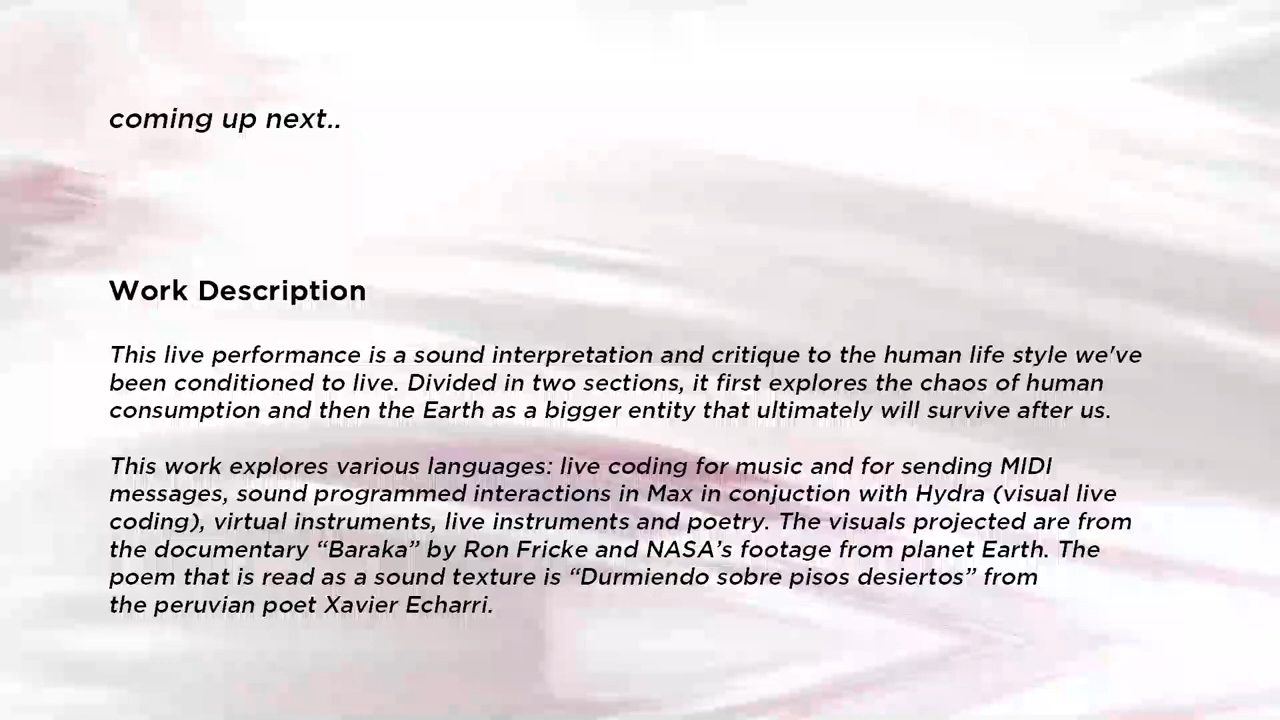 coming up next..
Work Description
This live performance is a sound interpretation and critique to the human life style we've
been conditioned to live. Divided in two sections, it first explores the chaos of human
consumption and then the Earth as a bigger entity that ultimately will survive after us.
This work explores various languages: live coding for music and for sending MIDI
messages, sound programmed interactions in Max in conjuction with Hydra (visual live
coding), virtual instruments, live instruments and poetry. The visuals projected are from
the documentary “Baraka” by Ron Fricke and NASA’s footage from planet Earth. The
poem that is read as a sound texture is “Durmiendo sobre pisos desiertos” from
the peruvian poet Xavier Echarri.